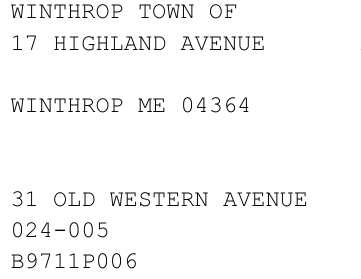 WINTHROP TOWN OF
17 HIGHLAND AVENUE
WINTHROP ME 04364
31 OLD WESTERN AVENUE
024-005
B9711P006